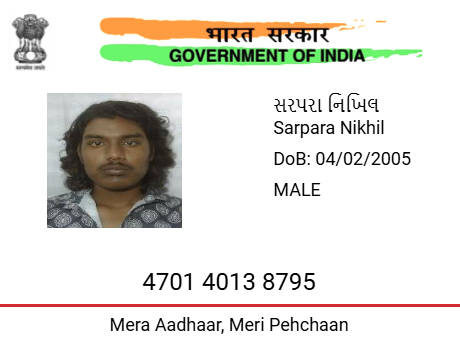 भारत सरकार
GOVERNMENT OF INDIA
સરપરા નિખિલ
Sarpara Nikhil
DoB: 04/02/2005
MALE
4701 4013 8795
Mera Aadhaar, Meri Pehchaan